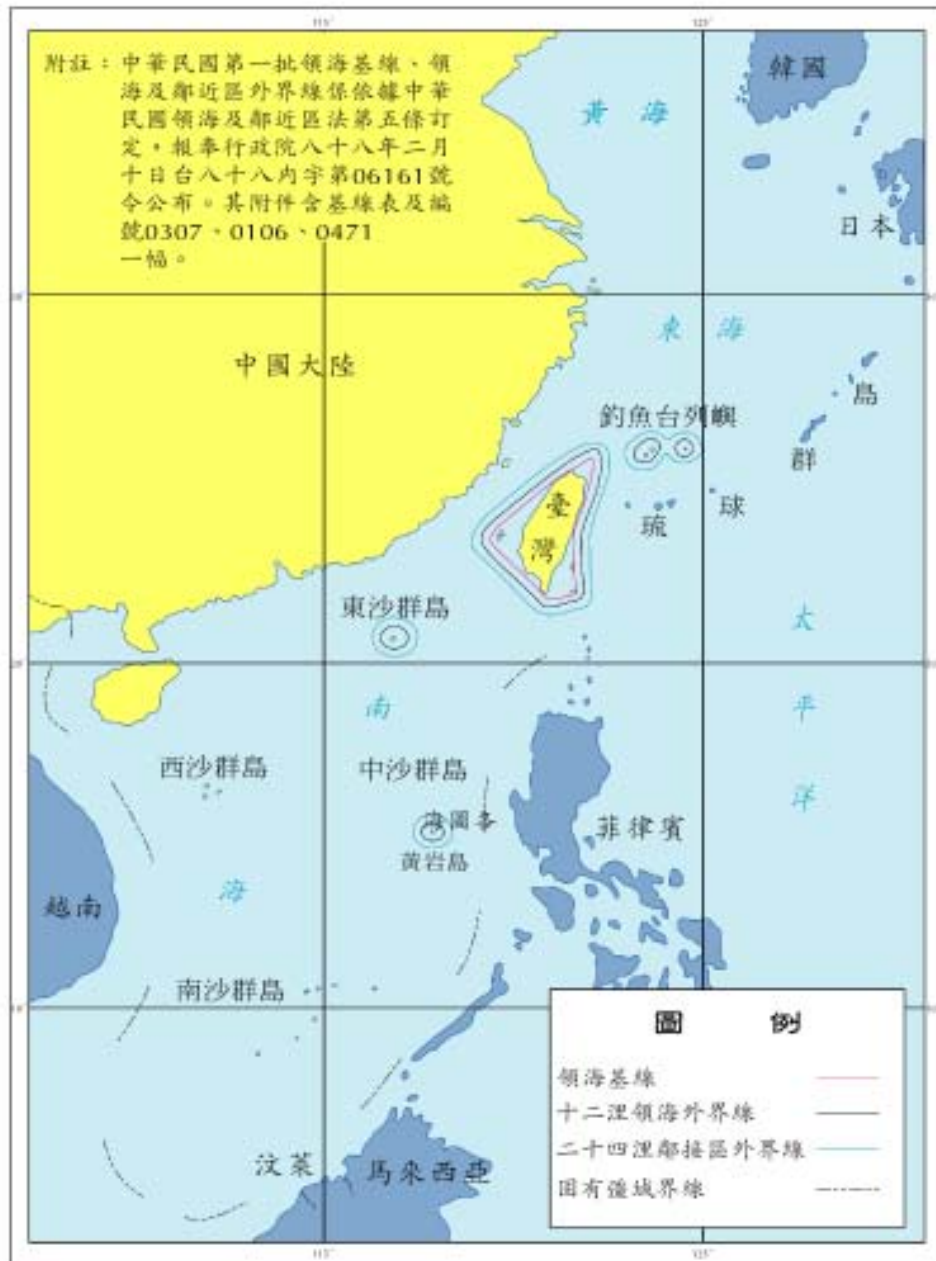 115°
125°
附註：中華民國第一批領海基線、領
海及鄰近區外界線係依據中華
民國領海及鄰近區法第五條訂
定，報奉行政院八十八年二月
十日台八十八內字第06161號
令公布。其附件含基線表及編
號0307、0106、0471
一幅。
韓國
黃海
日本
東海
中國大陸
釣魚台列嶼
島
群
球
琉
臺
灣
東沙群島
20°
太
平
洋
南
西沙群島
中沙群島
黃岩島
菲律賓
海
越南
南沙群島
10°
汶萊
馬來西亞
圖例
領海基線
十二浬領海外界線
二十四浬鄰接區外界線
固有疆域界線
115°
125°